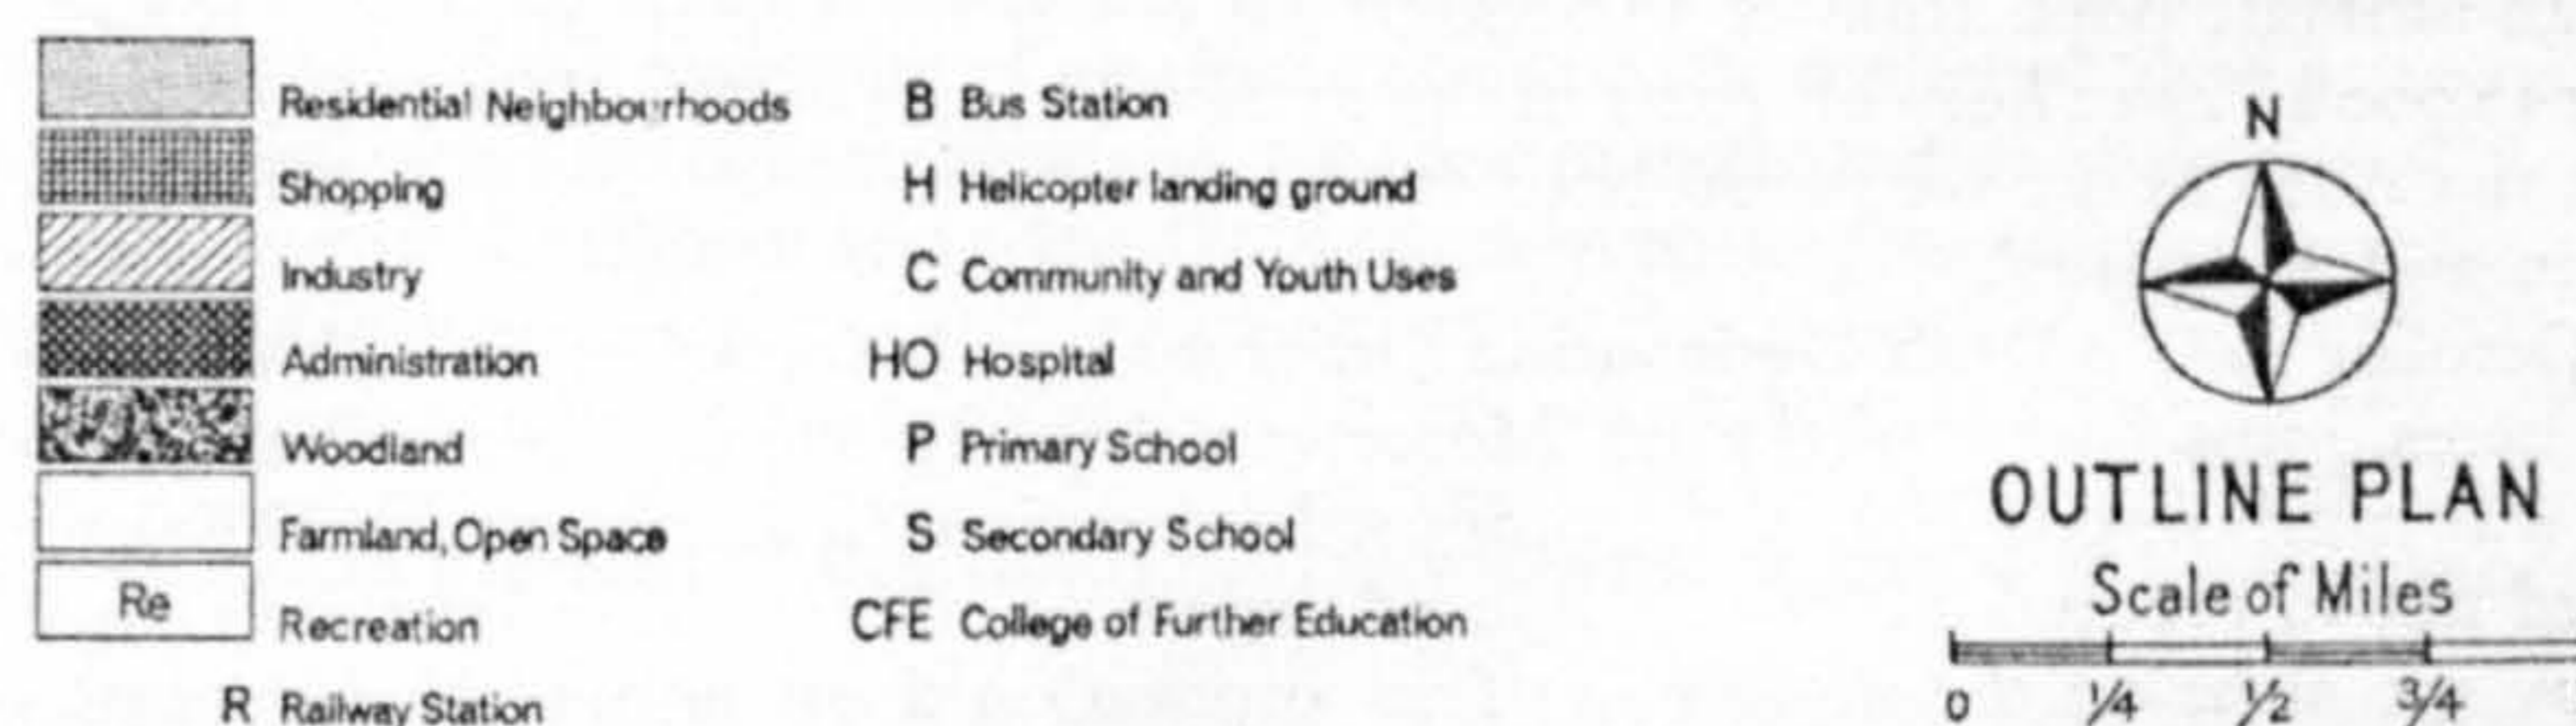 Residential Neighbourhoods
Shopping
Industry
Administration
Woodland
Farmland, Open Space
Re Recreation
R Railway Station
B Bus Station
H Helicopter landing ground
C Community and Youth Uses
HO Hospital
P Primary School
S Secondary School
CFE College of Further Education
N
OUTLINE PLAN
Scale of Miles
0 1/4 1/2 3/4